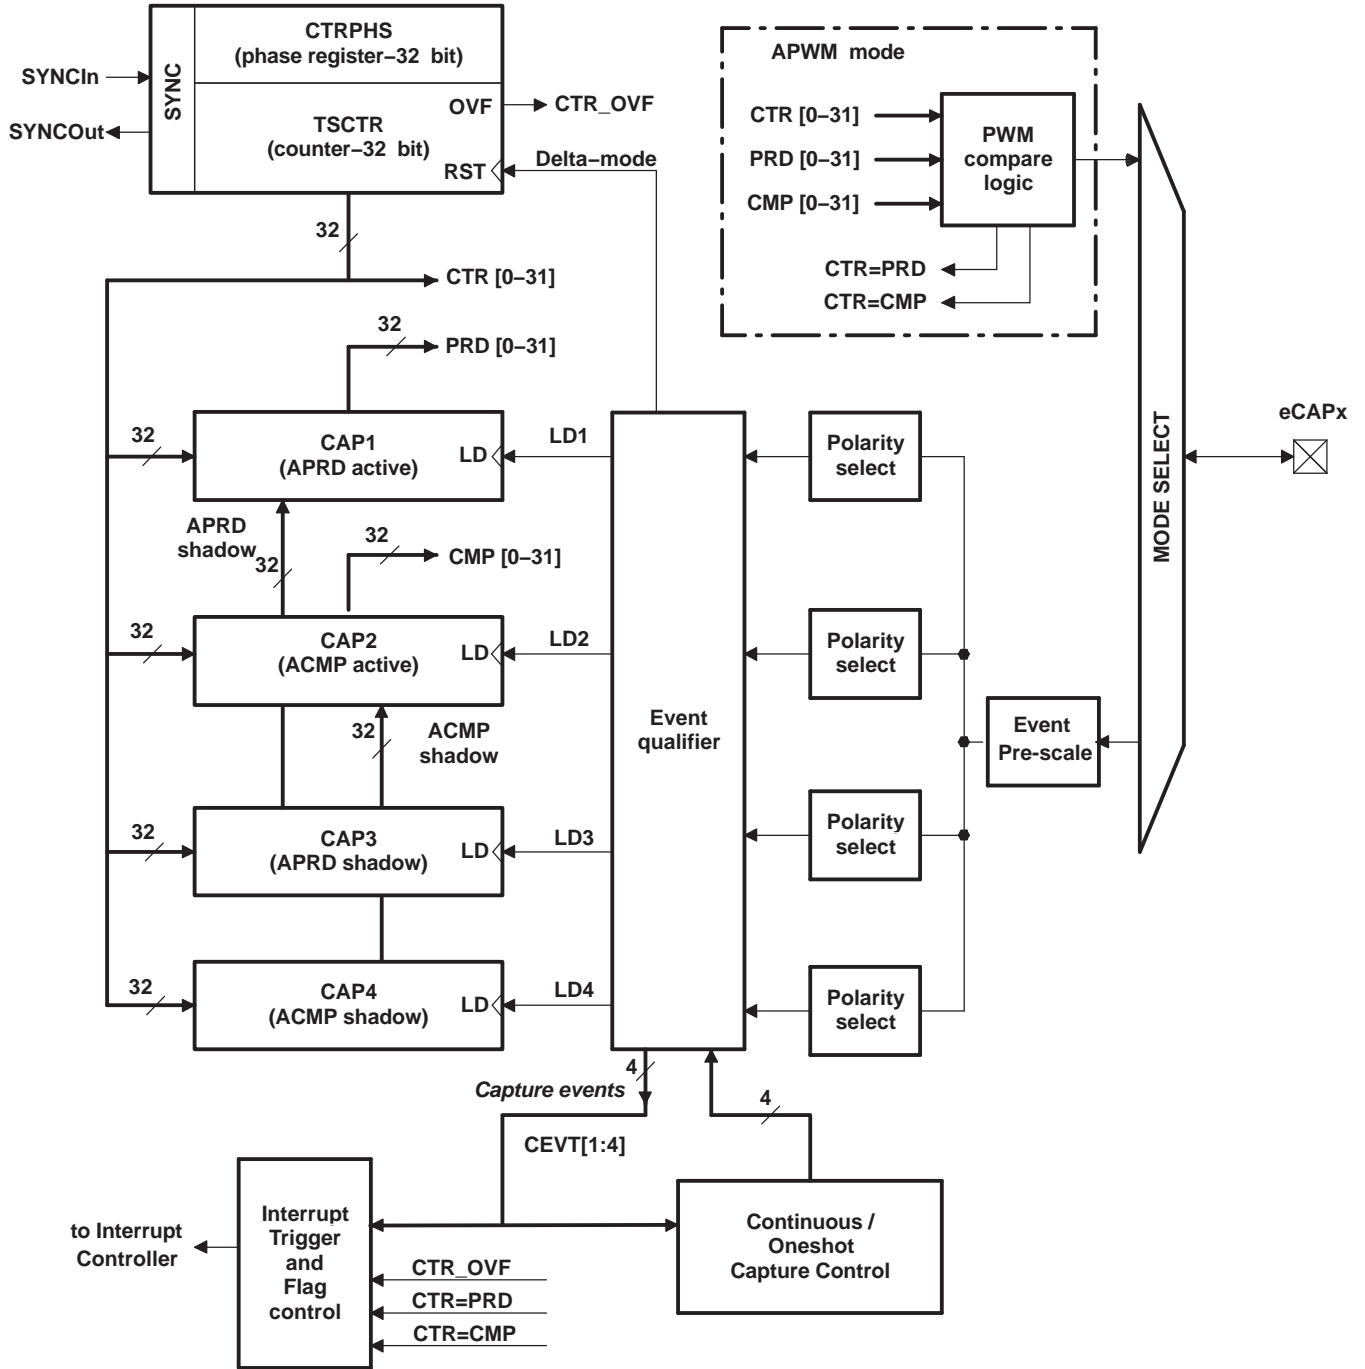 CTRPHS
(phase register−32 bit)
SYNC
SYNCIn
SYNCOut
OVF
CTR_OVF
TSCTR
(counter−32 bit)
RST
Delta−mode
32
CTR [0−31]
32
PRD [0−31]
APWM mode
CTR [0−31]
PRD [0−31]
CMP [0−31]
PWM
compare
logic
CTR=PRD
CTR=CMP
MODE SELECT
eCAPx
32
CAP1
(APRD active)
LD
LD1
Polarity
select
APRD
shadow
32
32
CMP [0−31]
32
CAP2
(ACMP active)
LD
LD2
Polarity
select
32
ACMP
shadow
Event
qualifier
Event
Pre-scale
32
CAP3
(APRD shadow)
LD
LD3
Polarity
select
32
CAP4
(ACMP shadow)
LD
LD4
Polarity
select
4
Capture events
4
CEVT[1:4]
to Interrupt
Controller
Interrupt
Trigger
and
Flag
control
CTR_OVF
CTR=PRD
CTR=CMP
Continuous /
Oneshot
Capture Control